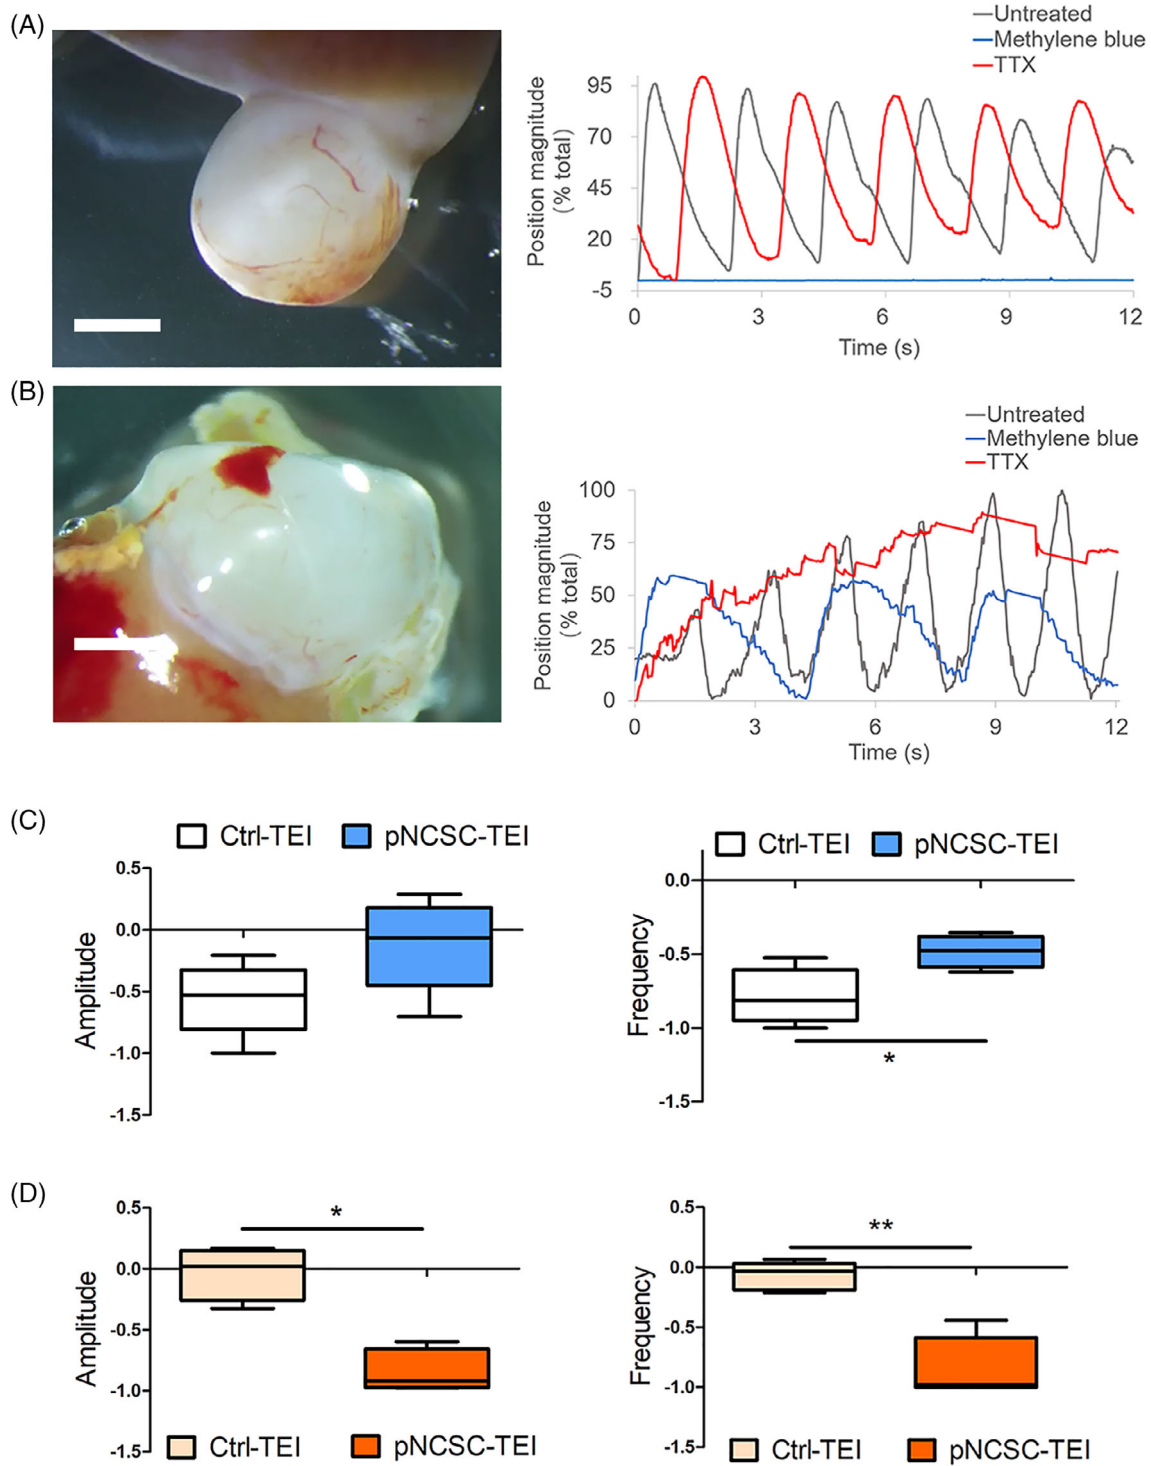 (A)
Untreated
Methylene blue
TTX
Position magnitude
(% total)
95
70
45
20
-5
0 3 6 9 12
Time (s)
(B)
Untreated
Methylene blue
TTX
Position magnitude
(% total)
100
75
50
25
0
0 3 6 9 12
Time (s)
(C)
Ctrl-TEI pNCSC-TEI
Amplitude
0.5
0.0
-0.5
-1.0
-1.5
Ctrl-TEI pNCSC-TEI
Frequency
0.0
-0.5
-1.0
-1.5
*
(D)
Amplitude
0.5
0.0
-0.5
-1.0
-1.5
*
Ctrl-TEI pNCSC-TEI
Frequency
0.5
0.0
-0.5
-1.0
-1.5
**
Ctrl-TEI pNCSC-TEI